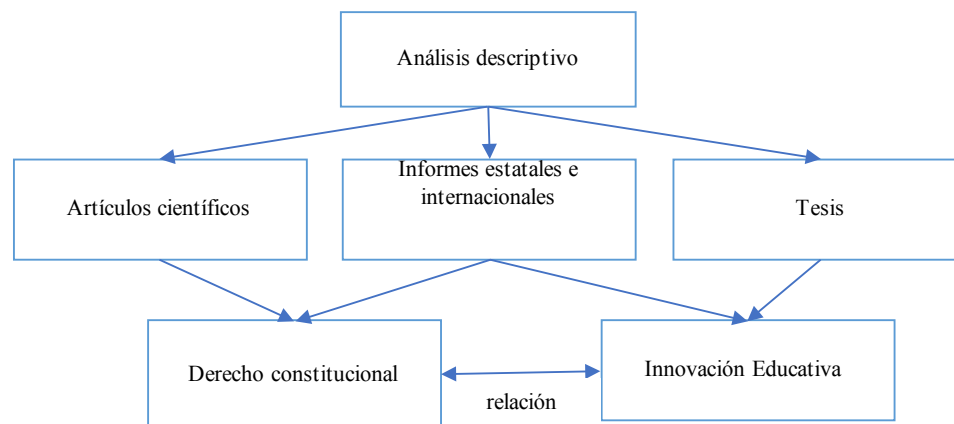 Análisis descriptivo
Artículos científicos
Informes estatales e
internacionales
Tesis
Derecho constitucional
relación
Innovación Educativa